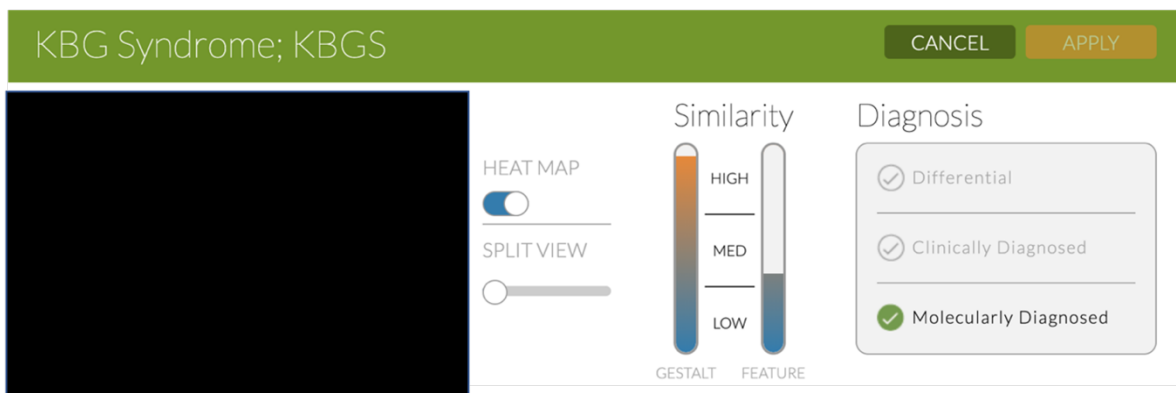 KBG Syndrome; KBGS
CANCEL
APPLY
HEAT MAP
SPLIT VIEW
Similarity
HIGH
MED
LOW
GESTALT
FEATURE
Diagnosis
Differential
Clinically Diagnosed
Molecularly Diagnosed